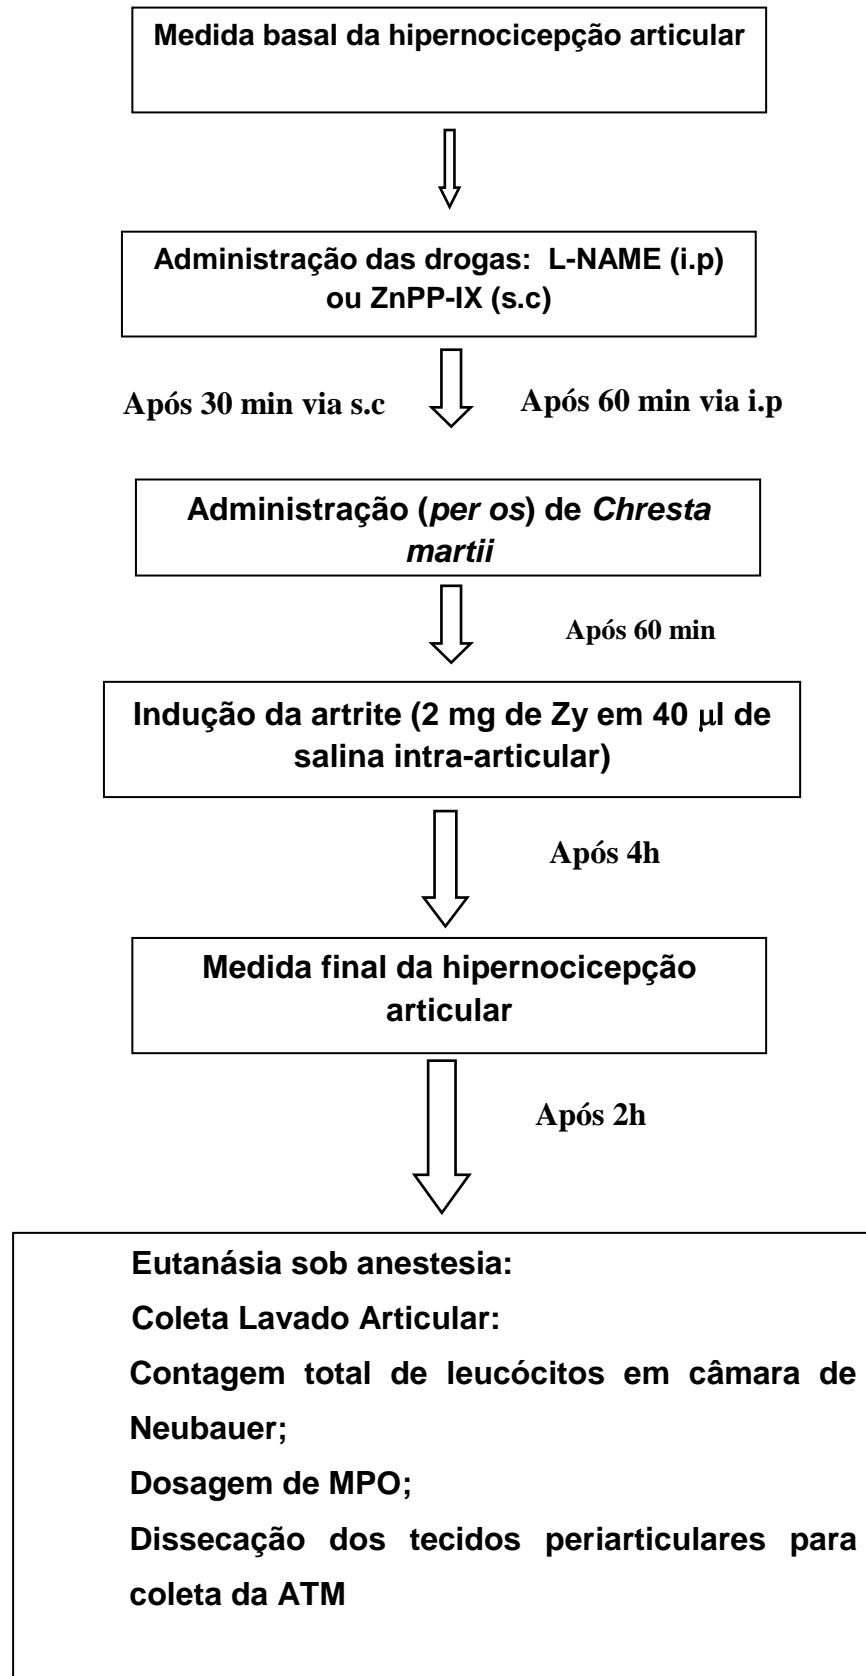 Medida basal da hipernocicepção articular
Administração das drogas: L-NAME (i.p)
ou ZnPP-IX (s.c)
Após 30 min via s.c
Após 60 min via i.p
Administração (per os) de Chresta
martii
Após 60 min
Indução da artrite (2 mg de Zy em 40 μl de
salina intra-articular)
Após 4h
Medida final da hipernocicepção
articular
Após 2h
Eutanásia sob anestesia:
Coleta Lavado Articular:
Contagem total de leucócitos em câmara de
Neubauer;
Dosagem de MPO;
Dissecação dos tecidos periarticulares para
coleta da ATM